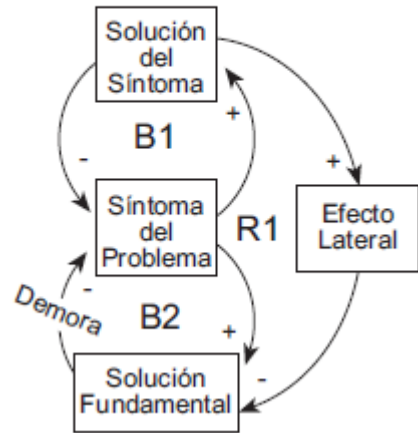 Solución
del
Síntoma
B1
+
-
+
Síntoma
del
Problema
R1
Efecto
Lateral
-
Demora
B2
+
-
Solución
Fundamental